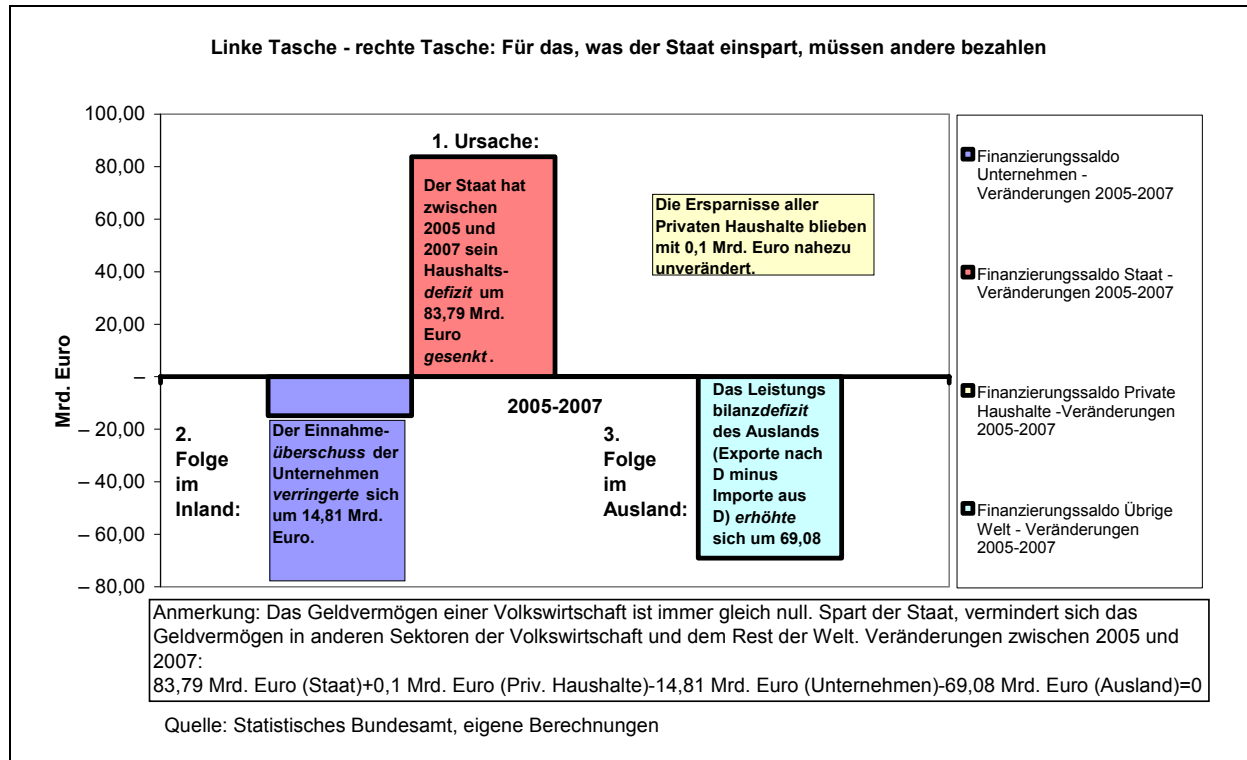 Linke Tasche - rechte Tasche: Für das, was der Staat einspart, müssen andere bezahlen
Mrd. Euro
100,00
80,00
60,00
40,00
20,00
–
– 20,00
– 40,00
– 60,00
– 80,00
1. Ursache:
Der Staat hat
zwischen
2005 und
2007 sein
Haushalts-
defizit um
83,79 Mrd.
Euro
gesenkt .
Die Ersparnisse aller
Privaten Haushalte blieben
mit 0,1 Mrd. Euro nahezu
unverändert.
2005-2007
2.
Folge
im
Inland:
Der Einnahme-
überschuss der
Unternehmen
verringerte sich
um 14,81 Mrd.
Euro.
3.
Folge
im
Ausland:
Das Leistungs
bilanzdefizit
des Auslands
(Exporte nach
D minus
Importe aus
D) erhöhte
sich um 69,08
Finanzierungssaldo
Unternehmen -
Veränderungen 2005-2007
Finanzierungssaldo Staat -
Veränderungen 2005-2007
Finanzierungssaldo Private
Haushalte -Veränderungen
2005-2007
Finanzierungssaldo Übrige
Welt - Veränderungen
2005-2007
Anmerkung: Das Geldvermögen einer Volkswirtschaft ist immer gleich null. Spart der Staat, vermindert sich das
Geldvermögen in anderen Sektoren der Volkswirtschaft und dem Rest der Welt. Veränderungen zwischen 2005 und
2007:
83,79 Mrd. Euro (Staat)+0,1 Mrd. Euro (Priv. Haushalte)-14,81 Mrd. Euro (Unternehmen)-69,08 Mrd. Euro (Ausland)=0
Quelle: Statistisches Bundesamt, eigene Berechnungen